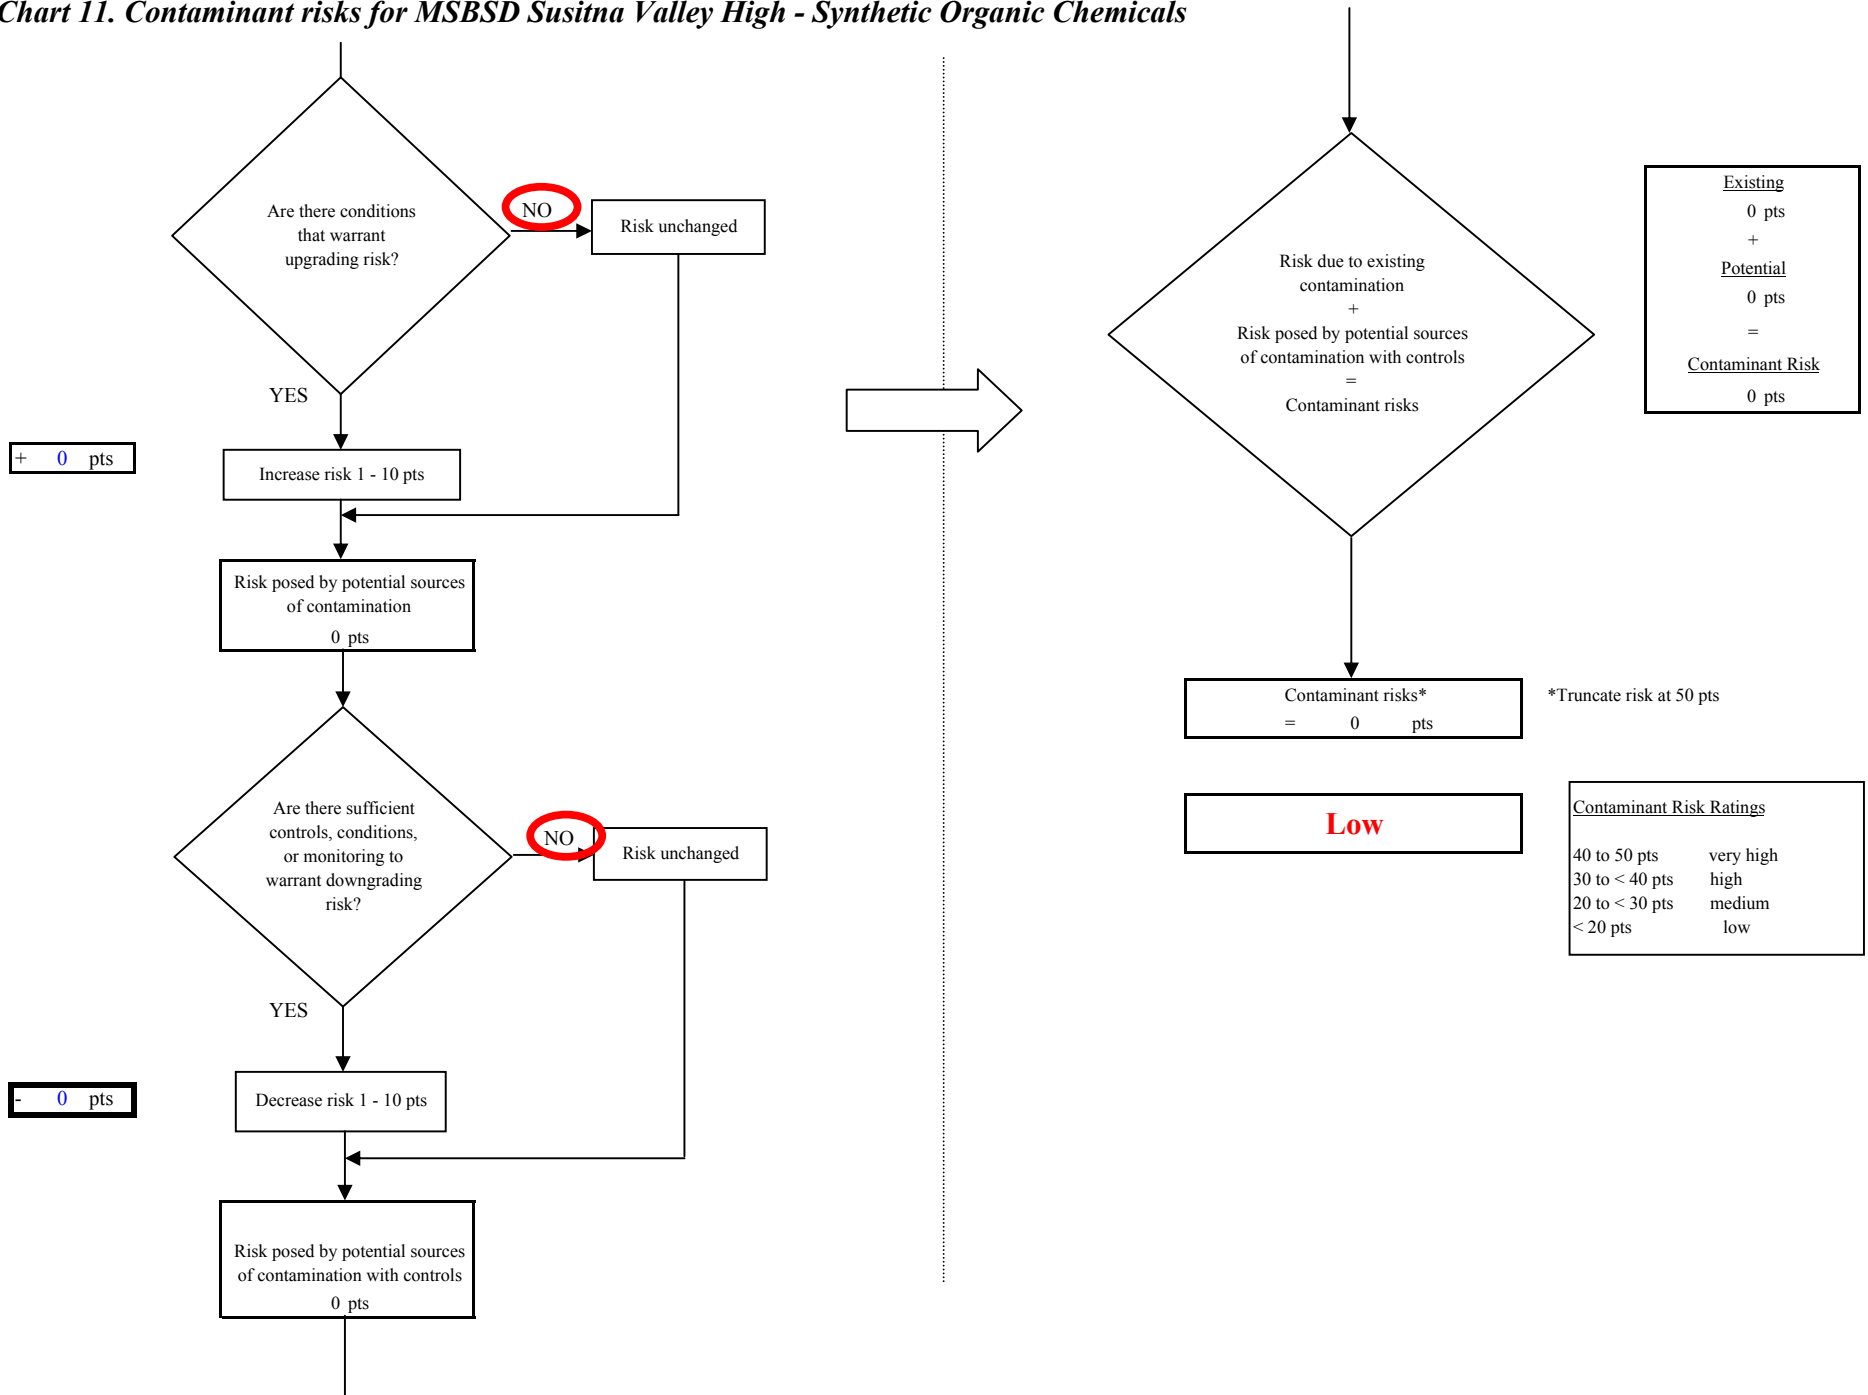 Chart 11. Contaminant risks for MSBSD Susitna Valley High - Synthetic Organic Chemicals
Are there conditions
that warrant
upgrading risk?
NO
Risk unchanged
YES
+ 0 pts
Increase risk 1 - 10 pts
Risk posed by potential sources
of contamination
0 pts
Are there sufficient
controls, conditions,
or monitoring to
warrant downgrading
risk?
NO
Risk unchanged
YES
- 0 pts
Decrease risk 1 - 10 pts
Risk posed by potential sources
of contamination with controls
0 pts
Risk due to existing
contamination
+
Risk posed by potential sources
of contamination with controls
=
Contaminant risks
Existing
0 pts
+
Potential
0 pts
=
Contaminant Risk
0 pts
Contaminant risks*
= 0 pts
*Truncate risk at 50 pts
Low
Contaminant Risk Ratings
40 to 50 pts very high
30 to < 40 pts high
20 to < 30 pts medium
< 20 pts low